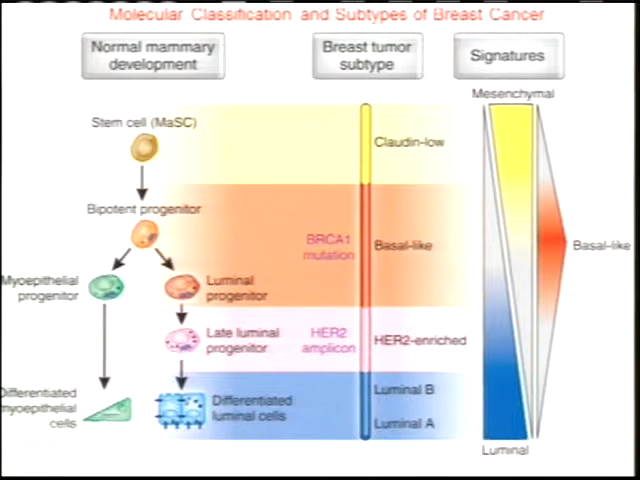 Molecular Classification and Subtypes of Breast Cancer
Normal mammary
development
Breast tumor
subtype
Signatures
Mesenchymal
Stem cell (MaSC)
Claudin-low
Bipotent progenitor
BRCA1
mutation
Basal-like
Basal-like
Myoepithelial
progenitor
Luminal
progenitor
Late luminal
progenitor
HER2
amplicon
HER2-enriched
Differentiated
myoepithelial
cells
Differentiated
luminal cells
Luminal B
Luminal A
Luminal